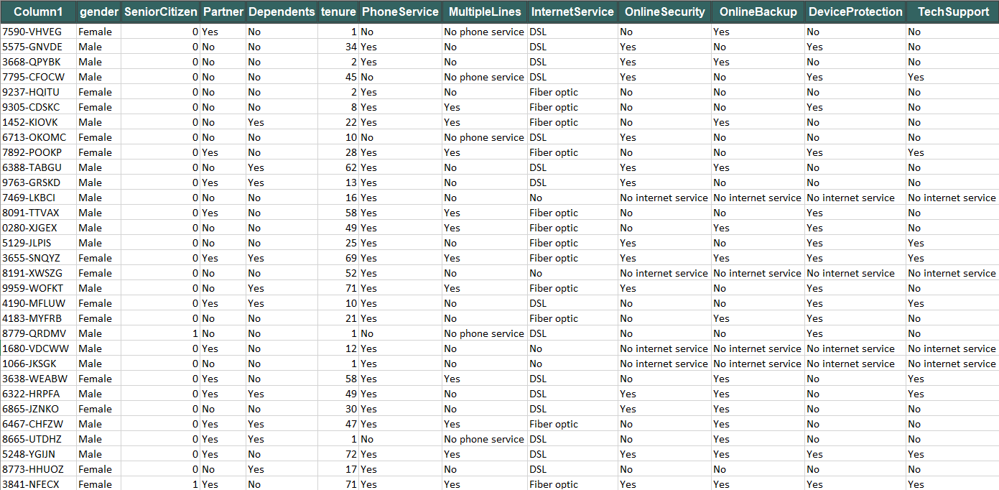 Column1 gender SeniorCitizen Partner Dependents tenure PhoneService MultipleLines InternetService OnlineSecurity OnlineBackup DeviceProtection TechSupport
7590-VHVEG Female 0 Yes No 1 No No phone service DSL No Yes No No
5575-GNVDE Male 0 No No 34 Yes No DSL Yes No Yes No
3668-QPYBK Male 0 No No 2 Yes No DSL Yes Yes No No
7795-CFOCW Male 0 No No 45 No No phone service DSL Yes No Yes Yes
9237-HQITU Female 0 No No 2 Yes No Fiber optic No No No No
9305-CDSKC Female 0 No No 8 Yes Yes Fiber optic No No Yes No
1452-KIOVK Male 0 No Yes 22 Yes Yes Fiber optic No Yes No No
6713-OKOMC Female 0 No No 10 No No phone service DSL Yes No No No
7892-POOKP Female 0 Yes No 28 Yes Yes Fiber optic No No Yes Yes
6388-TABGU Male 0 No Yes 62 Yes No DSL Yes Yes No No
9763-GRSKD Male 0 Yes Yes 13 Yes No DSL Yes No No No
7469-LKBCI Male 0 No No 16 Yes No No No internet service No internet service No internet service No internet service
8091-TTVAX Male 0 Yes No 58 Yes Yes Fiber optic No No Yes No
0280-XJGEX Male 0 No No 49 Yes Yes Fiber optic No Yes Yes No
5129-JLPIS Male 0 No No 25 Yes No Fiber optic Yes No Yes Yes
3655-SNQYZ Female 0 Yes Yes 69 Yes Yes Fiber optic Yes Yes Yes Yes
8191-XWSZG Female 0 No No 52 Yes No No No internet service No internet service No internet service No internet service
9959-WOFKT Male 0 No Yes 71 Yes Yes Fiber optic Yes No Yes No
4190-MFLUW Female 0 Yes Yes 10 Yes No DSL No No Yes Yes
4183-MYFRB Female 0 No No 21 Yes No Fiber optic No Yes Yes No
8779-QRDMV Male 1 No No 1 No No phone service DSL No No Yes No
1680-VDCWW Male 0 Yes No 12 Yes No No No internet service No internet service No internet service No internet service
1066-JKSGK Male 0 No No 1 Yes No No No internet service No internet service No internet service No internet service
3638-WEABW Female 0 Yes No 58 Yes Yes DSL No Yes No Yes
6322-HRPFA Male 0 Yes Yes 49 Yes No DSL Yes Yes No Yes
6865-JZNKO Female 0 No No 30 Yes No DSL Yes Yes No No
6467-CHFZW Male 0 Yes Yes 47 Yes Yes Fiber optic No Yes No No
8665-UTDHZ Male 0 Yes Yes 1 No No phone service DSL No Yes No No
5248-YGIJN Male 0 Yes No 72 Yes Yes DSL Yes Yes Yes Yes
8773-HHUOZ Female 0 No Yes 17 Yes No DSL No No No No
3841-NFECX Female 1 Yes No 71 Yes Yes Fiber optic Yes Yes Yes Yes